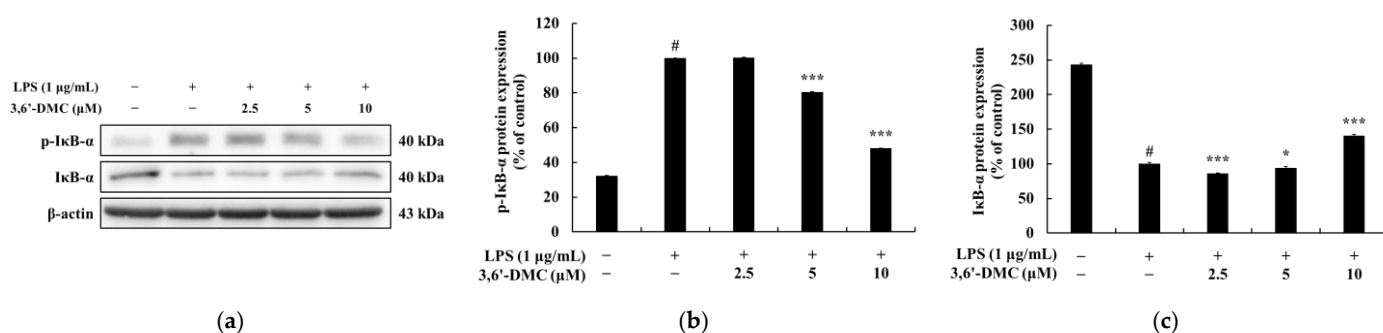 LPS (1 μg/mL) − + + + +
3,6'-DMC (μM) − − 2.5 5 10
p-IκB-α 40 kDa
IκB-α 40 kDa
β-actin 43 kDa
(a)
p-IκB-α protein expression
(% of control)
120
100
80
60
40
20
0
#
***
***
LPS (1 μg/mL) − + + + +
3,6'-DMC (μM) − − 2.5 5 10
(b)
IκB-α protein expression
(% of control)
300
250
200
150
100
50
0
#
***
*
***
LPS (1 μg/mL) − + + + +
3,6'-DMC (μM) − − 2.5 5 10
(c)